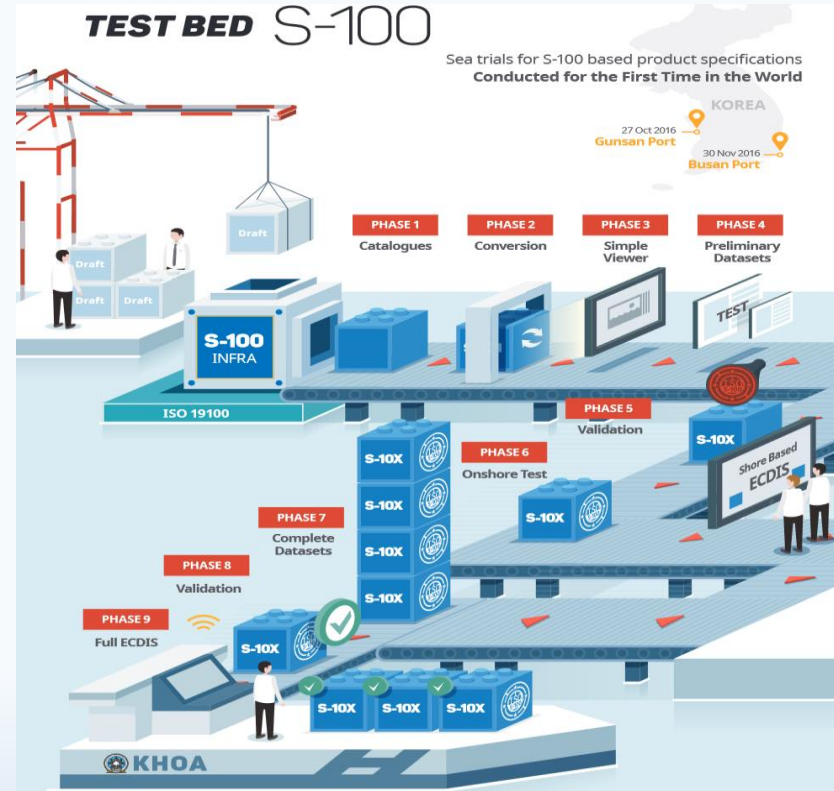 TEST BED S-100
Sea trials for S-100 based product specifications
Conducted for the First Time in the World
KOREA
27 Oct 2016
Gunsan Port
30 Nov 2016
Busan Port
Draft
Draft
Draft
Draft
PHASE 1
Catalogues
PHASE 2
Conversion
PHASE 3
Simple
Viewer
PHASE 4
Preliminary
Datasets
S-100
INFRA
ISO 19100
TEST
PHASE 5
Validation
S-10X
Shore Based
ECDIS
PHASE 6
Onshore Test
S-10X
PHASE 7
Complete
Datasets
S-10X
S-10X
S-10X
S-10X
PHASE 8
Validation
PHASE 9
Full ECDIS
S-10X
S-10X
S-10X
S-10X
KHOA